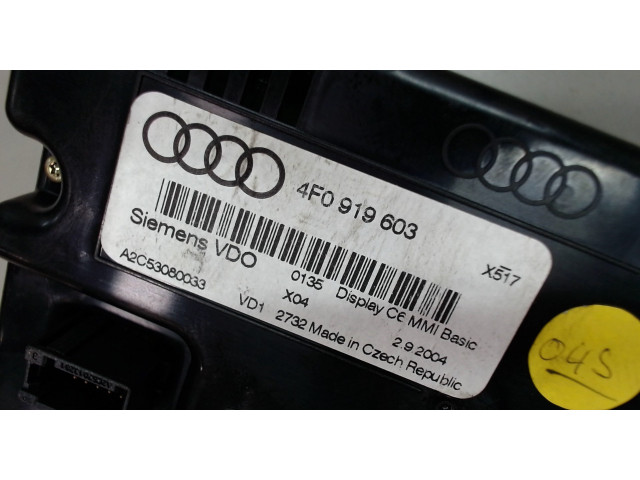 4F0 919 603
X517
Siemens VDO
0135 Display C6 MMI Basic
A2C53080033
X04
2.9.2004
VD1 2732 Made in Czech Republic
04S